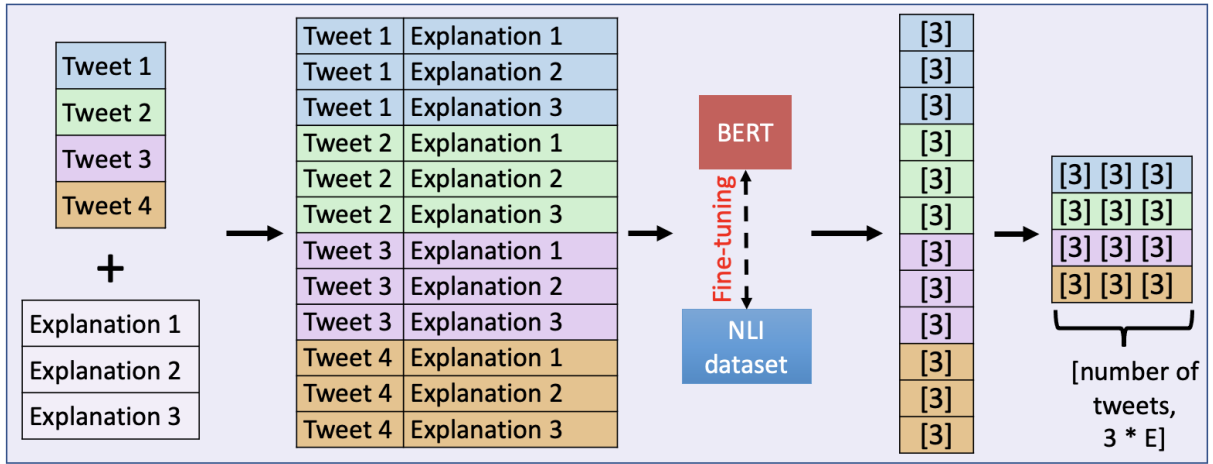 Tweet 1
Tweet 2
Tweet 3
Tweet 4
+
Explanation 1
Explanation 2
Explanation 3
Tweet 1 Explanation 1
Tweet 1 Explanation 2
Tweet 1 Explanation 3
Tweet 2 Explanation 1
Tweet 2 Explanation 2
Tweet 2 Explanation 3
Tweet 3 Explanation 1
Tweet 3 Explanation 2
Tweet 3 Explanation 3
Tweet 4 Explanation 1
Tweet 4 Explanation 2
Tweet 4 Explanation 3
BERT
Fine-tuning
NLI
dataset
[3]
[3]
[3]
[3]
[3]
[3]
[3]
[3]
[3]
[3]
[3]
[3]
[3] [3] [3]
[3] [3] [3]
[3] [3] [3]
[3] [3] [3]
[number of
tweets,
3 * E]